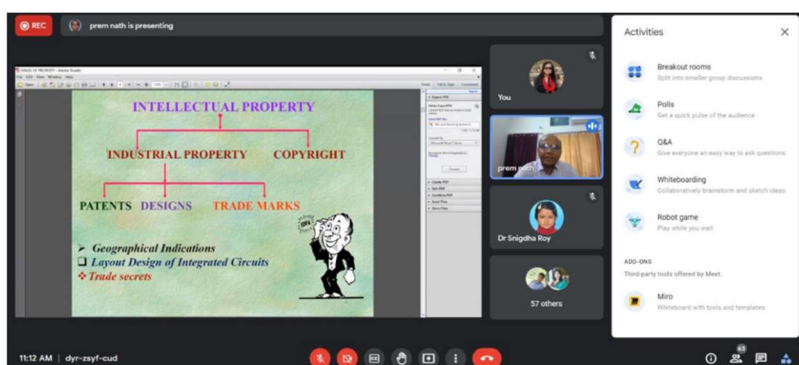 REC
prem nath is presenting
INTELLECTUAL PROPERTY
INDUSTRIAL PROPERTY
COPYRIGHT
PATENTS
DESIGNS
TRADE MARKS
➤ Geographical Indications
❑ Layout Design of Integrated Circuits
❖ Trade secrets
You
prem nath
Dr Snigdha Roy
57 others
Activities
Breakout rooms
Split into smaller group discussions
Polls
Get a quick pulse of the audience
Q&A
Give everyone an easy way to ask questions
Whiteboarding
Collaboratively brainstorm and sketch ideas
Robot game
Play while you wait
ADD-ONS
Third-party tools offered by Meet.
Miro
Whiteboard with tools and templates
11:12 AM | dyr-zsyf-cud
63